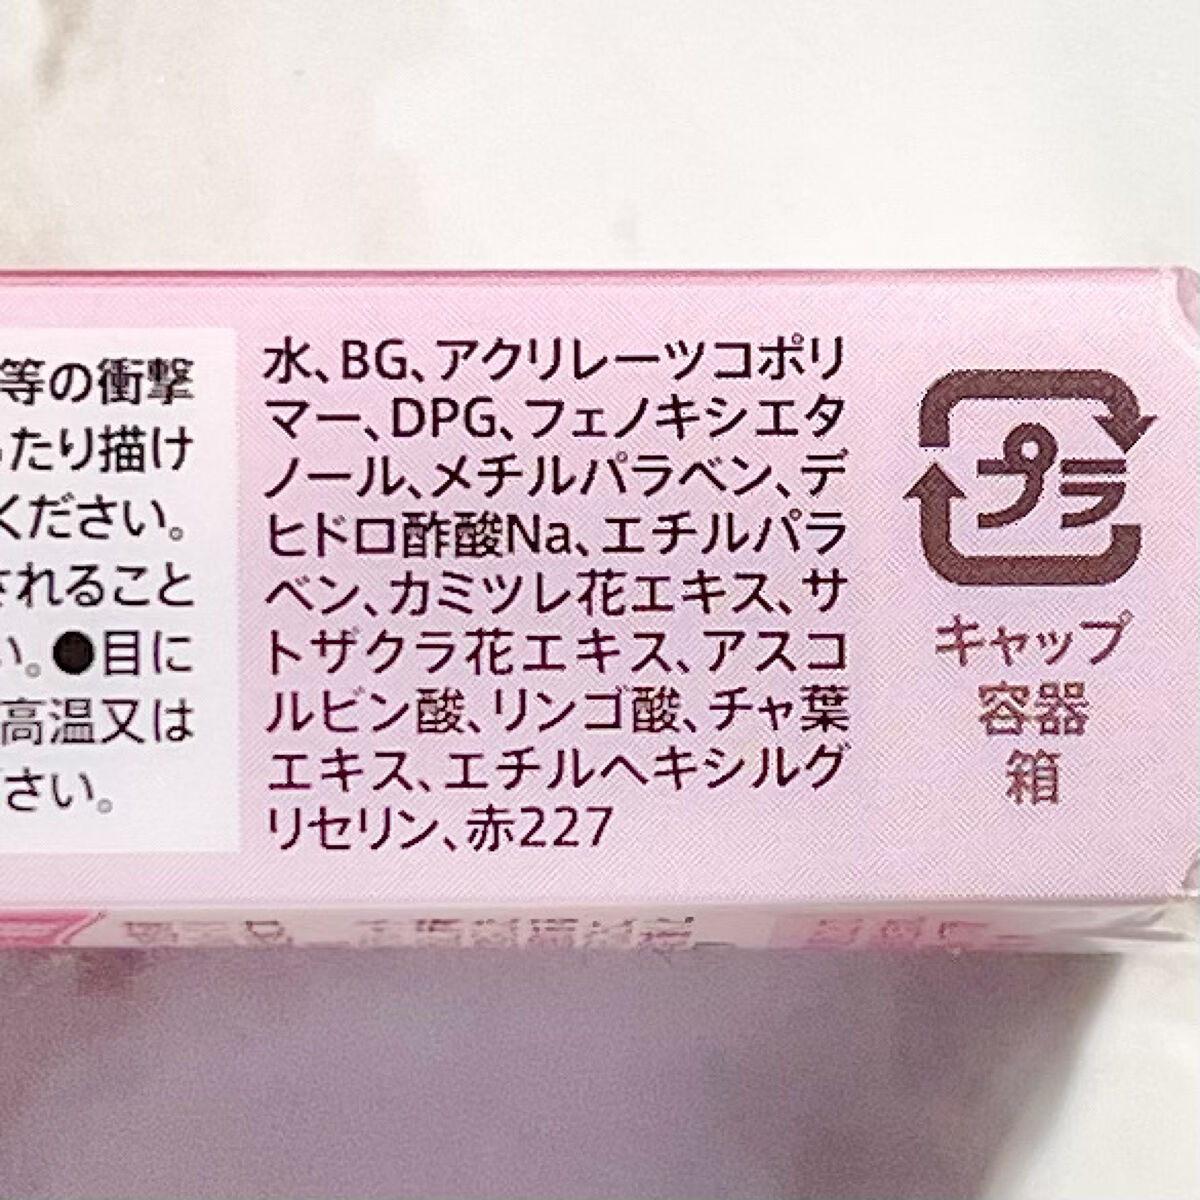 等の衝撃
たり描け
ください。
されること
い。●目に
高温又は
ださい。
水、BG、アクリレーツコポリ
マー、DPG、フェノキシエタ
ノール、メチルパラベン、デ
ヒドロ酢酸Na、エチルパラ
ベン、カミツレ花エキス、サ
トザクラ花エキス、アスコ
ルビン酸、リンゴ酸、チャ葉
エキス、エチルヘキシルグ
リセリン、赤227
プラ
キャップ
容器
箱